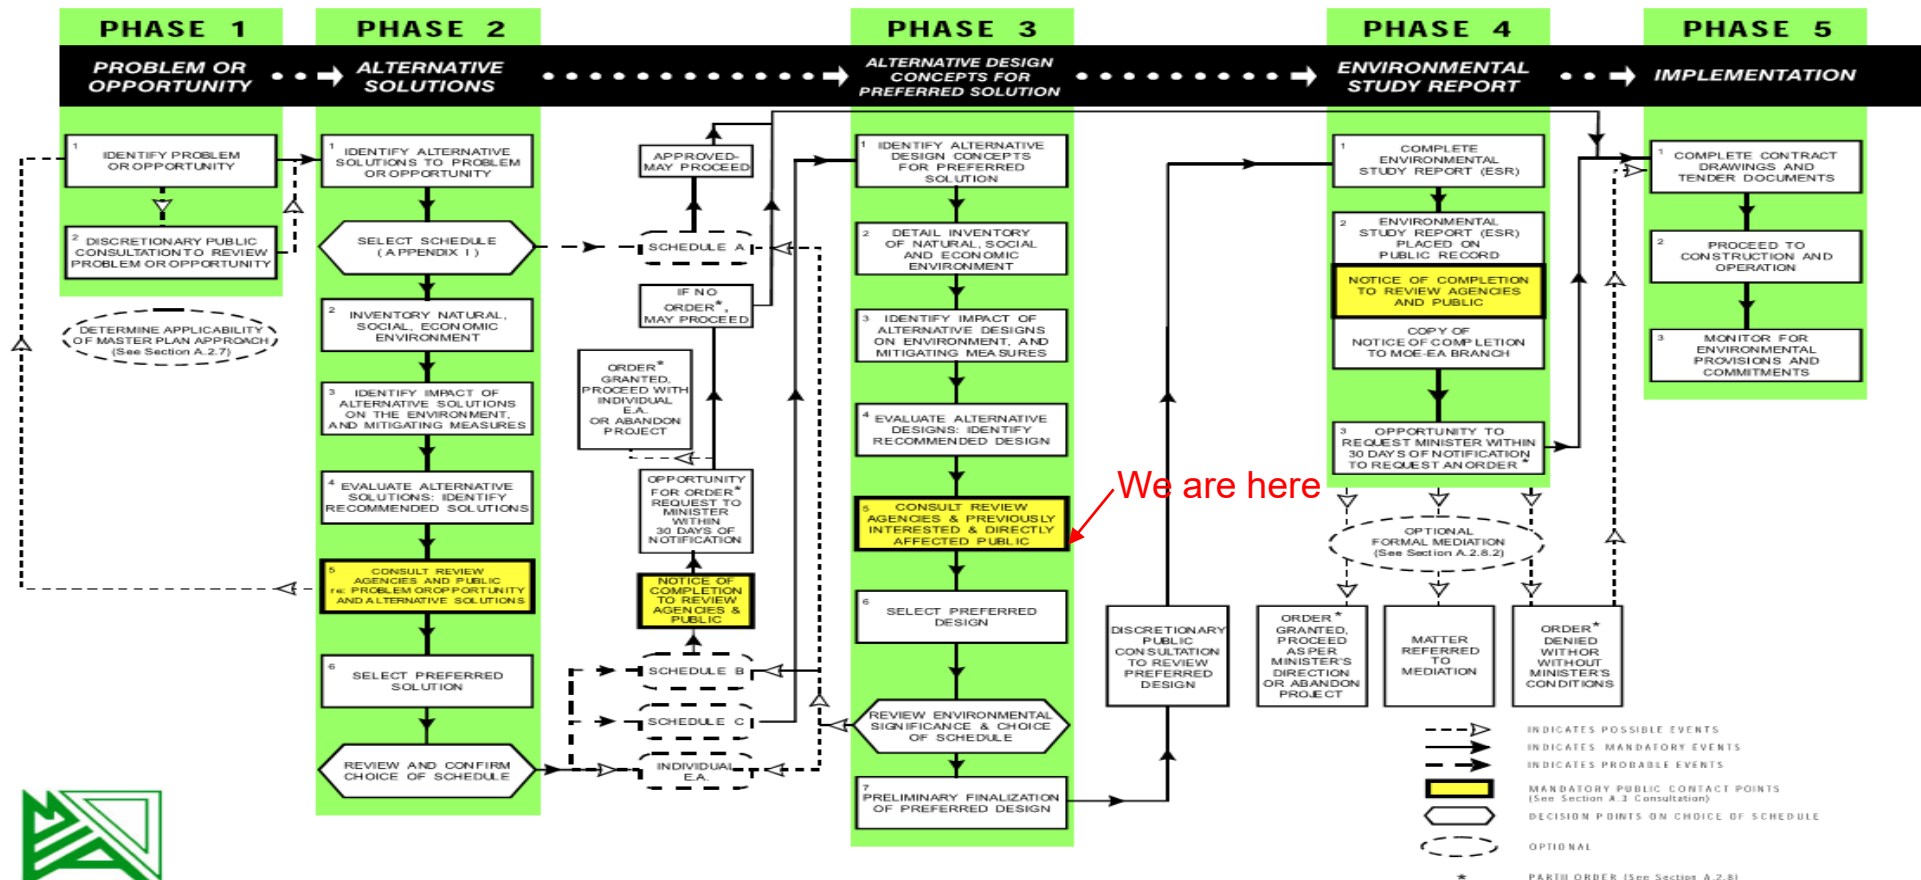 PHASE 1
PROBLEM OR
OPPORTUNITY
1
IDENTIFY PROBLEM
OR OPPORTUNITY
2
DISCRETIONARY PUBLIC
CONSULTATION TO REVIEW
PROBLEM OR OPPORTUNITY
DETERMINE APPLICABILITY
OF MASTER PLAN APPROACH
(See Section A.2.7)
PHASE 2
ALTERNATIVE
SOLUTIONS
1
IDENTIFY ALTERNATIVE
SOLUTIONS TO PROBLEM
OR OPPORTUNITY
SELECT SCHEDULE
( APPENDIX I )
2
INVENTORY NATURAL,
SOCIAL, ECONOMIC
ENVIRONMENT
3
IDENTIFY IMPACT OF
ALTERNATIVE SOLUTIONS
ON THE ENVIRONMENT,
AND MITIGATING MEASURES
4
EVALUATE ALTERNATIVE
SOLUTIONS: IDENTIFY
RECOMMENDED SOLUTIONS
5
CONSULT REVIEW
AGENCIES AND PUBLIC
re: PROBLEM OROPPORTUNITY
AND ALTERNATIVE SOLUTIONS
6
SELECT PREFERRED
SOLUTION
REVIEW AND CONFIRM
CHOICE OF SCHEDULE
APPROVED-
MAY PROCEED
SCHEDULE A
IF NO
ORDER*,
MAY PROCEED
ORDER*
GRANTED,
PROCEED WITH
INDIVIDUAL
E.A.
OR ABANDON
PROJECT
OPPORTUNITY
FOR ORDER*
REQUEST TO
MINISTER
WITHIN
30 DAYS OF
NOTIFICATION
NOTICE OF
COMPLETION
TO REVIEW
AGENCIES &
PUBLIC
SCHEDULE B
SCHEDULE C
INDIVIDUAL
E.A.
PHASE 3
ALTERNATIVE DESIGN
CONCEPTS FOR
PREFERRED SOLUTION
1
IDENTIFY ALTERNATIVE
DESIGN CONCEPTS
FOR PREFERRED
SOLUTION
2
DETAIL INVENTORY
OF NATURAL, SOCIAL
AND ECONOMIC
ENVIRONMENT
3
IDENTIFY IMPACT OF
ALTERNATIVE DESIGNS
ON ENVIRONMENT, AND
MITIGATING MEASURES
4
EVALUATE ALTERNATIVE
DESIGNS: IDENTIFY
RECOMMENDED DESIGN
5
CONSULT REVIEW
AGENCIES & PREVIOUSLY
INTERESTED & DIRECTLY
AFFECTED PUBLIC
We are here
6
SELECT PREFERRED
DESIGN
REVIEW ENVIRONMENTAL
SIGNIFICANCE & CHOICE
OF SCHEDULE
7
PRELIMINARY FINALIZATION
OF PREFERRED DESIGN
DISCRETIONARY
PUBLIC
CONSULTATION
TO REVIEW
PREFERRED
DESIGN
PHASE 4
ENVIRONMENTAL
STUDY REPORT
1
COMPLETE
ENVIRONMENTAL
STUDY REPORT (ESR)
2
ENVIRONMENTAL
STUDY REPORT (ESR)
PLACED ON
PUBLIC RECORD
NOTICE OF COMPLETION
TO REVIEW AGENCIES
AND PUBLIC
COPY OF
NOTICE OF COMPLETION
TO MOE-EA BRANCH
3
OPPORTUNITY TO
REQUEST MINISTER WITHIN
30 DAYS OF NOTIFICATION
TO REQUEST AN ORDER *
OPTIONAL
FORMAL MEDIATION
(See Section A.2.8.2)
ORDER*
GRANTED,
PROCEED
ASPER
MINISTER'S
DIRECTION
OR ABANDON
PROJECT
MATTER
REFERRED
TO
MEDIATION
ORDER*
DENIED
WITHOR
WITHOUT
MINISTER'S
CONDITIONS
PHASE 5
IMPLEMENTATION
1
COMPLETE CONTRACT
DRAWINGS AND
TENDER DOCUMENTS
2
PROCEED TO
CONSTRUCTION AND
OPERATION
3
MONITOR FOR
ENVIRONMENTAL
PROVISIONS AND
COMMITMENTS
INDICATES POSSIBLE EVENTS
INDICATES MANDATORY EVENTS
INDICATES PROBABLE EVENTS
MANDATORY PUBLIC CONTACT POINTS
(See Section A.3 Consultation)
DECISION POINTS ON CHOICE OF SCHEDULE
OPTIONAL
* PART II ORDER (See Section A.2.8)